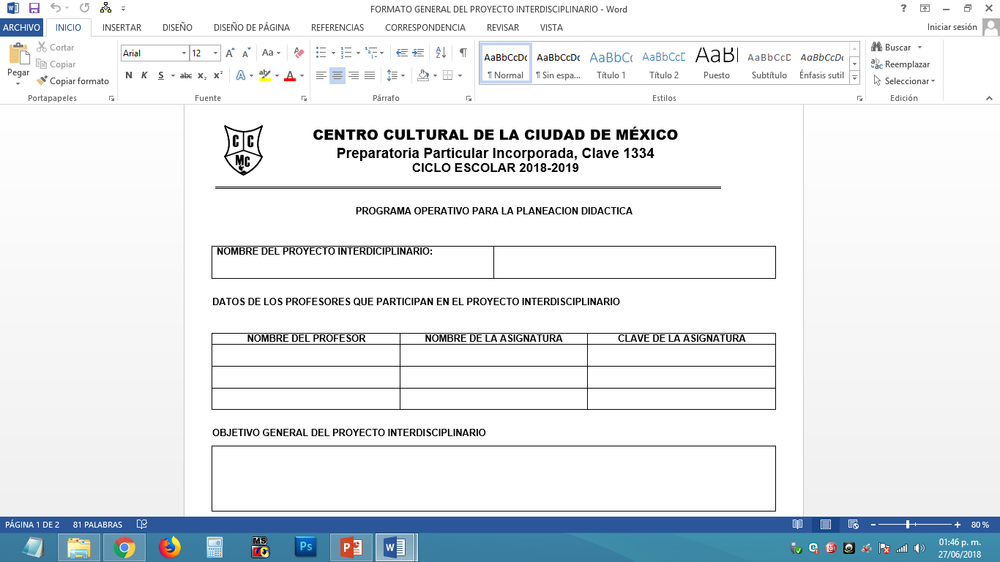 FORMATO GENERAL DEL PROYECTO INTERDISCIPLINARIO - Word
ARCHIVO INICIO INSERTAR DISEÑO DISEÑO DE PÁGINA REFERENCIAS CORRESPONDENCIA REVISAR VISTA Iniciar sesión
Pegar
Cortar
Copiar
Copiar formato
Portapapeles
Arial 12
Aa
N K S abc x₂ x²
Fuente
Párrafo
AaBbCcDc AaBbCcDc AaBbCc AaBbCcD AaBl AaBbCcD AaBbCcDc
¶ Normal ¶ Sin espa... Título 1 Título 2 Puesto Subtítulo Énfasis sutil
Estilos
Buscar
Reemplazar
Seleccionar
Edición
C C
MC
CENTRO CULTURAL DE LA CIUDAD DE MÉXICO
Preparatoria Particular Incorporada, Clave 1334
CICLO ESCOLAR 2018-2019
PROGRAMA OPERATIVO PARA LA PLANEACION DIDACTICA
NOMBRE DEL PROYECTO INTERDICIPLINARIO:
DATOS DE LOS PROFESORES QUE PARTICIPAN EN EL PROYECTO INTERDISCIPLINARIO
NOMBRE DEL PROFESOR NOMBRE DE LA ASIGNATURA CLAVE DE LA ASIGNATURA
OBJETIVO GENERAL DEL PROYECTO INTERDISCIPLINARIO
PÁGINA 1 DE 2 81 PALABRAS 80 %
MS
Ps
01:46 p. m.
27/06/2018